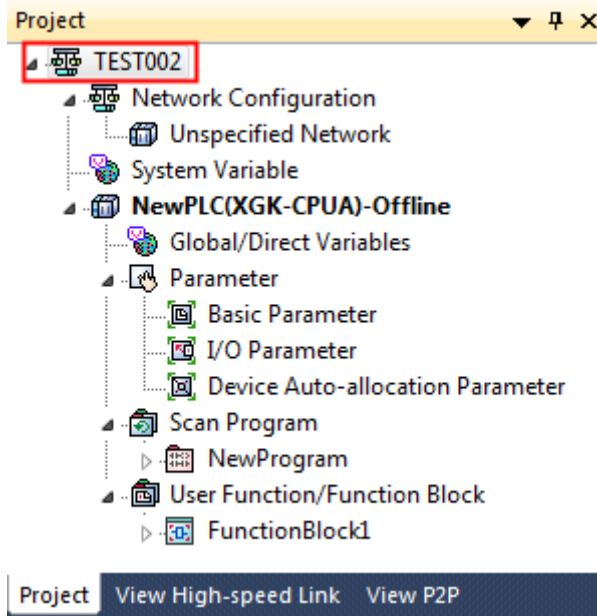 Project
TEST002
Network Configuration
Unspecified Network
System Variable
NewPLC(XGK-CPUA)-Offline
Global/Direct Variables
Parameter
Basic Parameter
I/O Parameter
Device Auto-allocation Parameter
Scan Program
NewProgram
User Function/Function Block
FunctionBlock1
Project View High-speed Link View P2P